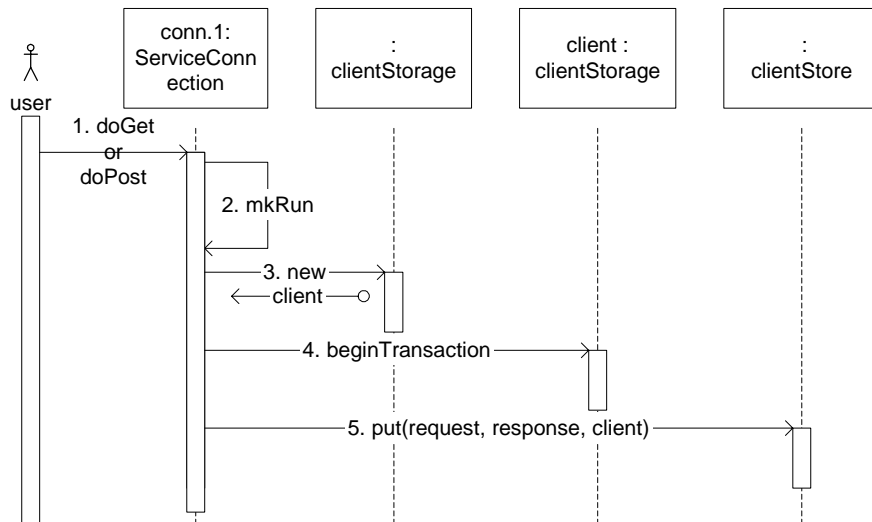 conn.1:
ServiceConn
ection
:
clientStorage
client :
clientStorage
:
clientStore
user
1. doGet
or
doPost
2. mkRun
3. new
client
4. beginTransaction
5. put(request, response, client)